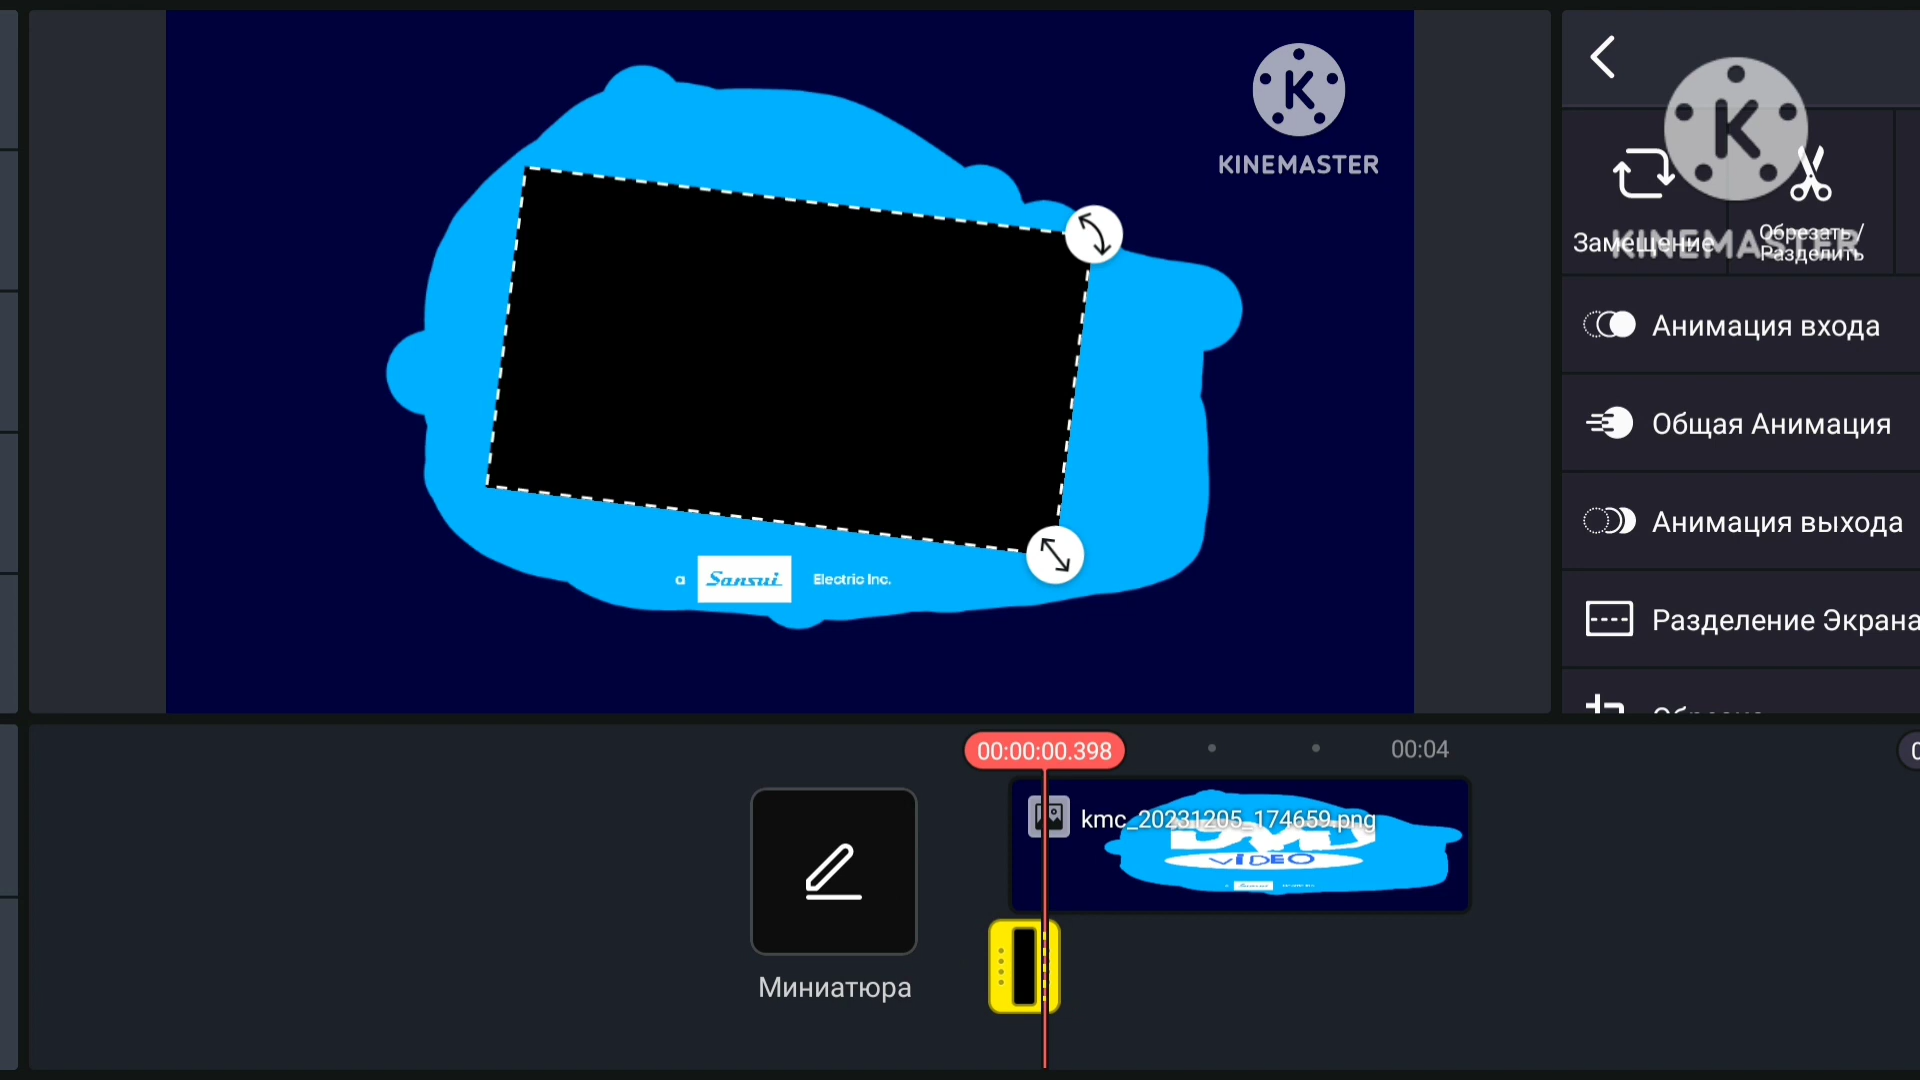 K
KINEMASTER
K
KINEMASTER
Замещение
Обрезать /
Разделить
Анимация входа
Общая Анимация
Анимация выхода
Разделение Экрана
a Sansui Electric Inc.
00:00:00.398
00:04
kmc_20231205_174659.png
VIDEO
Миниатюра